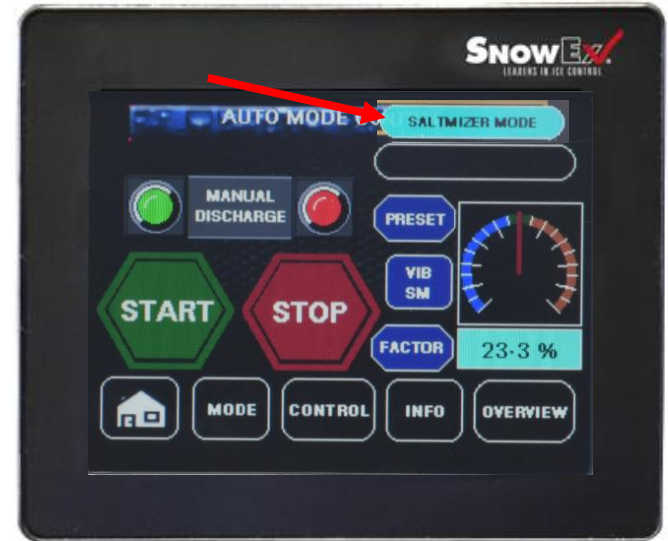 SNOWEX
LEADERS IN ICE CONTROL
AUTO MODE
SALTMIZER MODE
MANUAL
DISCHARGE
PRESET
VIB
SM
START
STOP
FACTOR
23.3 %
MODE
CONTROL
INFO
OVERVIEW